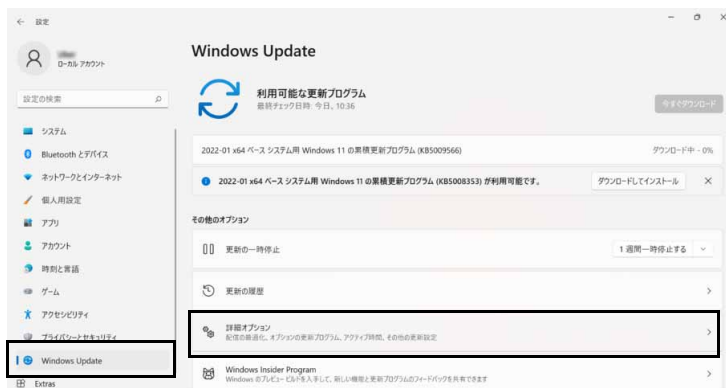 設定
ローカル アカウント
設定の検索
システム
Bluetooth とデバイス
ネットワークとインターネット
個人用設定
アプリ
アカウント
時刻と言語
ゲーム
アクセシビリティ
プライバシーとセキュリティ
Windows Update
Extras
Windows Update
利用可能な更新プログラム
最終チェック日時: 今日、10:36
今すぐダウンロード
2022-01 x64 ベース システム用 Windows 11 の累積更新プログラム (KB5009566)
ダウンロード中 - 0%
2022-01 x64 ベース システム用 Windows 11 の累積更新プログラム (KB5008353) が利用可能です。
ダウンロードしてインストール
その他のオプション
更新の一時停止
1 週間一時停止する
更新の履歴
詳細オプション
配信の最適化、オプションの更新プログラム、アクティブ時間、その他の更新設定
Windows Insider Program
Windows のプレビュー ビルドを入手して、新しい機能と更新プログラムのフィードバックを共有できます